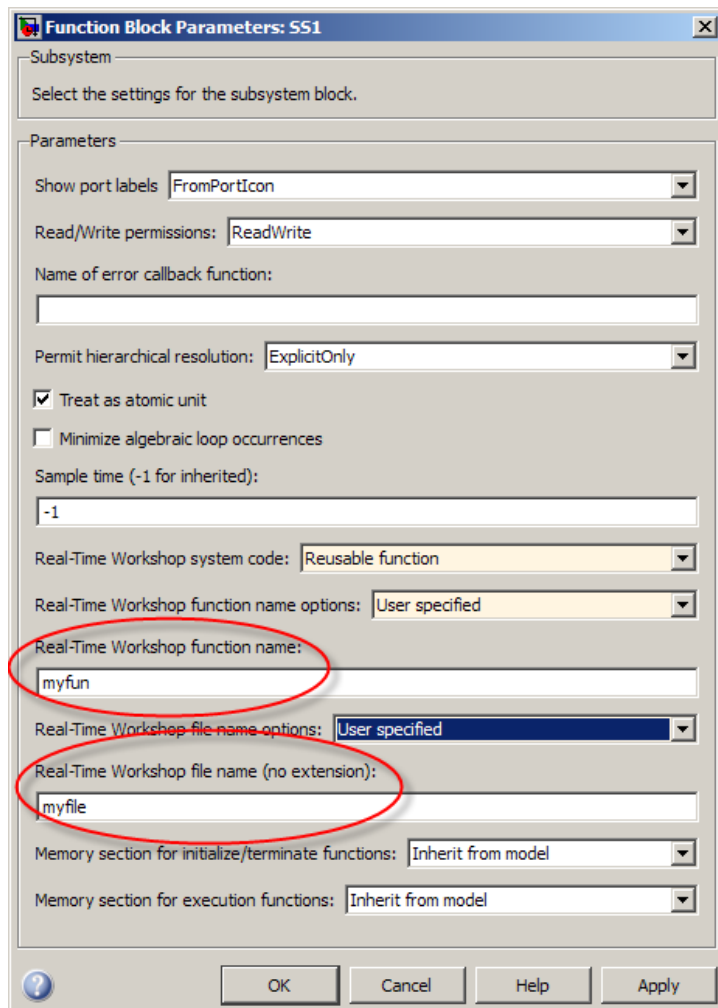 Function Block Parameters: SS1
Subsystem
Select the settings for the subsystem block.
Parameters
Show port labels FromPortIcon
Read/Write permissions: ReadWrite
Name of error callback function:
Permit hierarchical resolution: ExplicitOnly
Treat as atomic unit
Minimize algebraic loop occurrences
Sample time (-1 for inherited):
-1
Real-Time Workshop system code: Reusable function
Real-Time Workshop function name options: User specified
Real-Time Workshop function name:
myfun
Real-Time Workshop file name options: User specified
Real-Time Workshop file name (no extension):
myfile
Memory section for initialize/terminate functions: Inherit from model
Memory section for execution functions: Inherit from model
? OK Cancel Help Apply